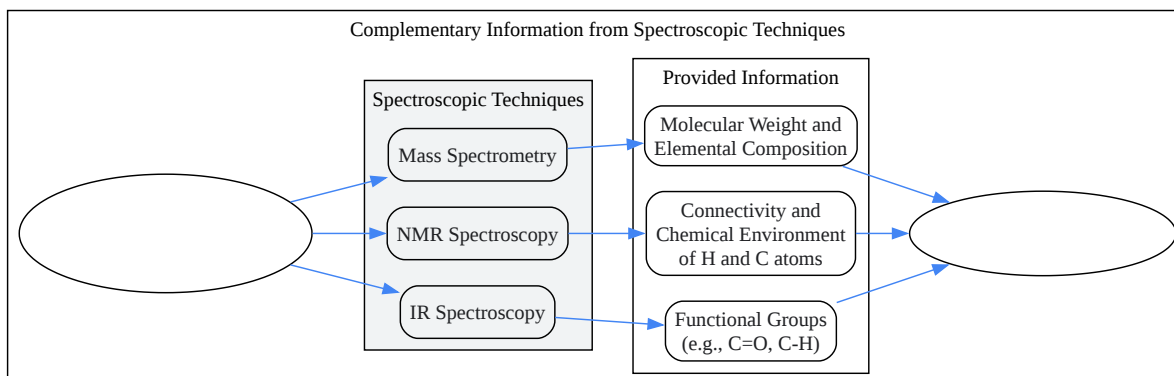 Complementary Information from Spectroscopic Techniques
Spectroscopic Techniques
Mass Spectrometry
NMR Spectroscopy
IR Spectroscopy
Provided Information
Molecular Weight and
Elemental Composition
Connectivity and
Chemical Environment
of H and C atoms
Functional Groups
(e.g., C=O, C-H)